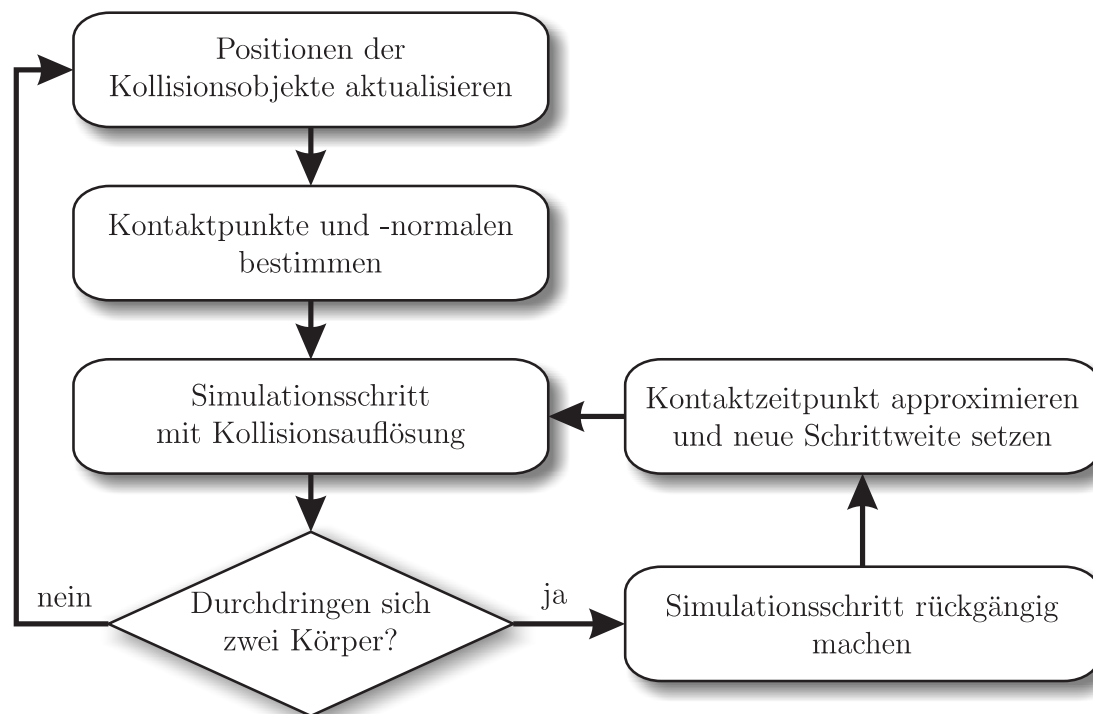 Positionen der
Kollisionsobjekte aktualisieren
Kontaktpunkte und -normalen
bestimmen
Simulationsschritt
mit Kollisionsauflösung
Kontaktzeitpunkt approximieren
und neue Schrittweite setzen
nein
Durchdringen sich
zwei Körper?
ja
Simulationsschritt rückgängig
machen